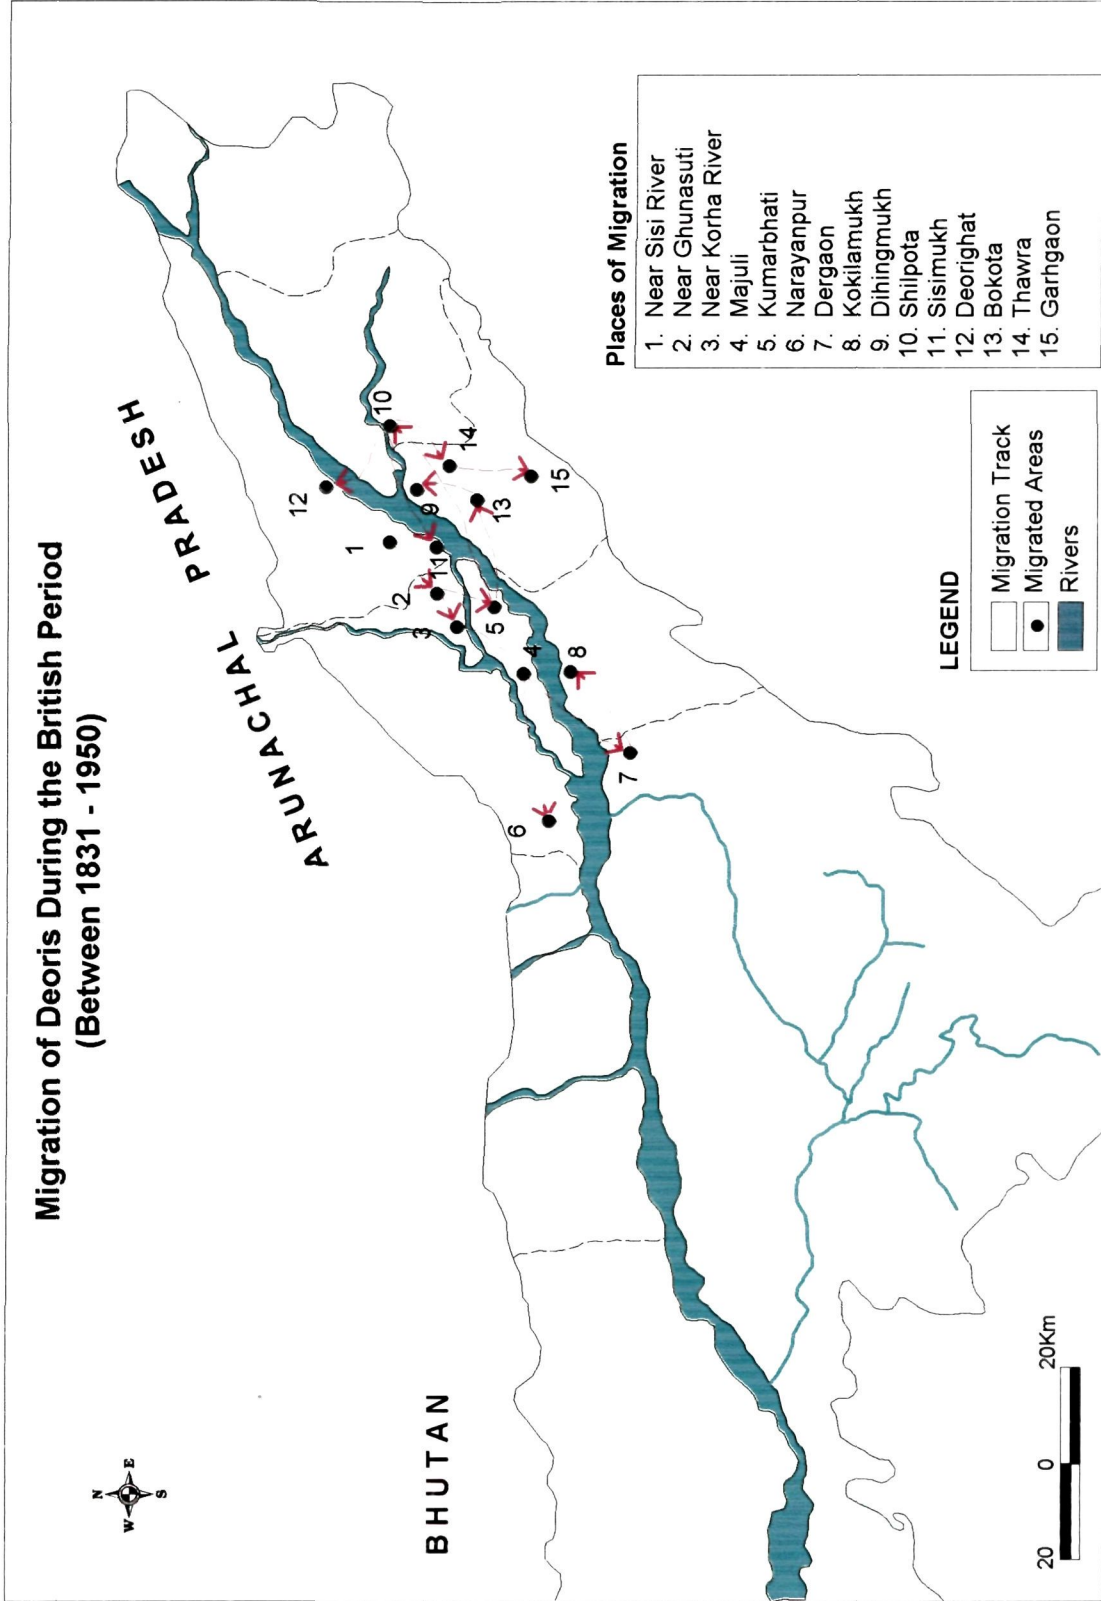 Migration of Deoris During the British Period
(Between 1831 - 1950)
N
W E
S
ARUNACHAL PRADESH
BHUTAN
12
1
2
11
3
9
10
14
13
15
5
4
8
6
7
Places of Migration
1. Near Sisi River
2. Near Ghunasuti
3. Near Korha River
4. Majuli
5. Kumarbhati
6. Narayanpur
7. Dergaon
8. Kokilamukh
9. Dihingmukh
10. Shilpota
11. Sisimukh
12. Deorighat
13. Bokota
14. Thawra
15. Garhgaon
LEGEND
Migration Track
Migrated Areas
Rivers
20 0 20Km